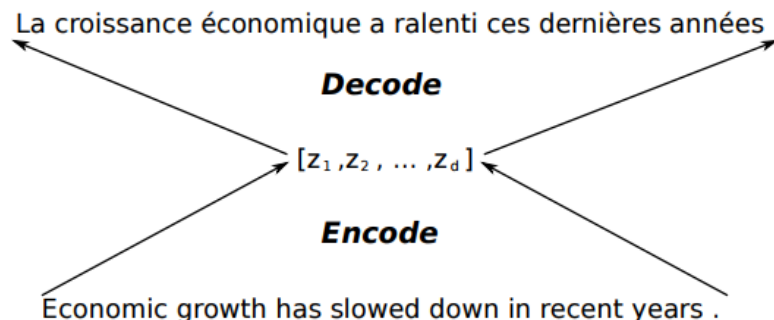 La croissance économique a ralenti ces dernières années
Decode
[z₁ ,z₂ , … ,z_d ]
Encode
Economic growth has slowed down in recent years .